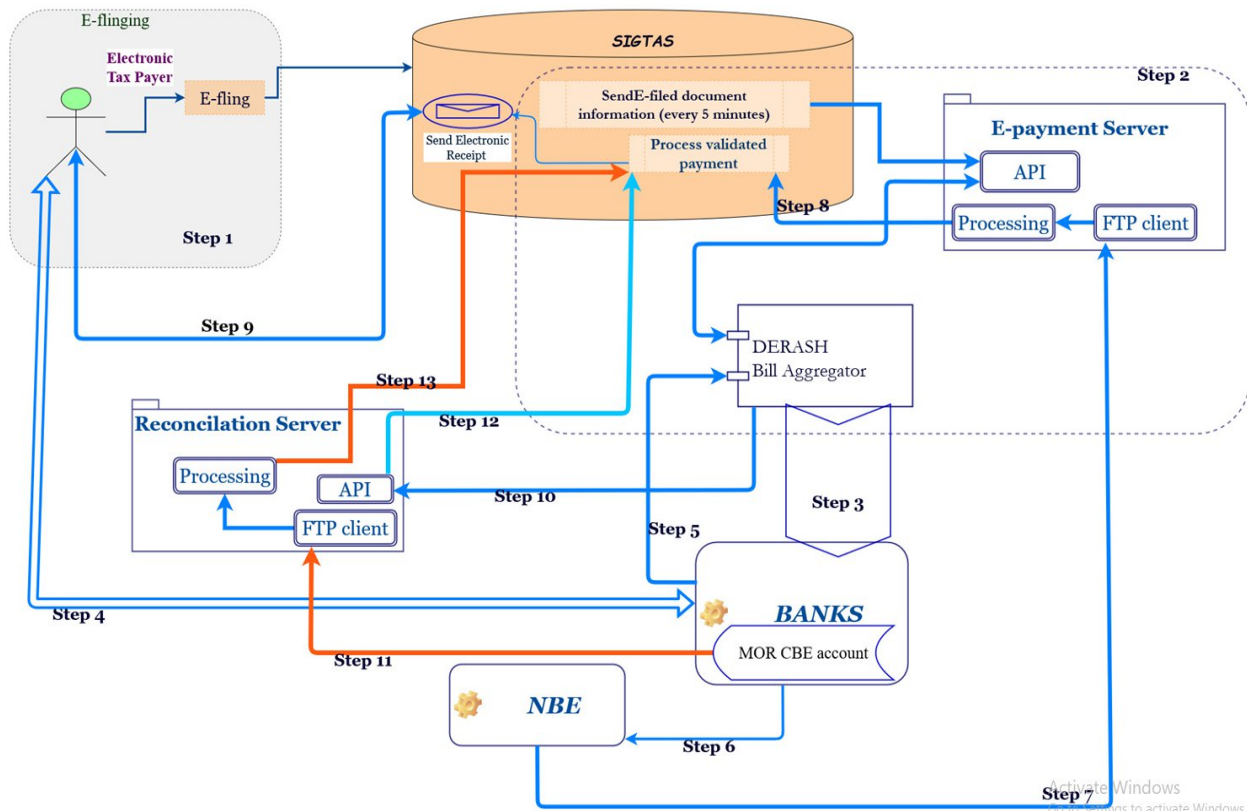 E-flinging
Electronic
Tax Payer
E-fling
Step 1
SIGTAS
SendE-filed document
information (every 5 minutes)
Send Electronic
Receipt
Process validated
payment
Step 2
E-payment Server
API
Processing
FTP client
Step 8
Step 9
DERASH
Bill Aggregator
Step 13
Step 12
Reconcilation Server
Processing
API
FTP client
Step 10
Step 3
Step 5
Step 4
BANKS
MOR CBE account
Step 11
NBE
Step 6
Step 7
Activate Windows
to activate Windows